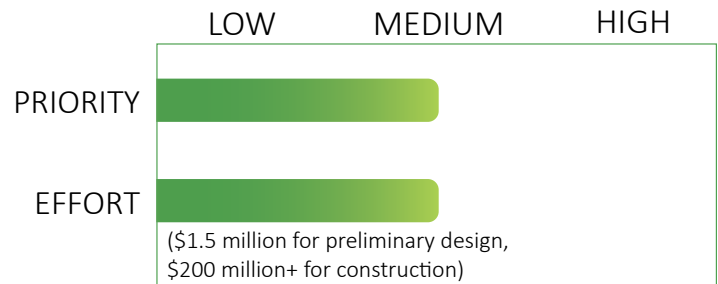 LOW MEDIUM HIGH
PRIORITY
EFFORT
($1.5 million for preliminary design,
$200 million+ for construction)